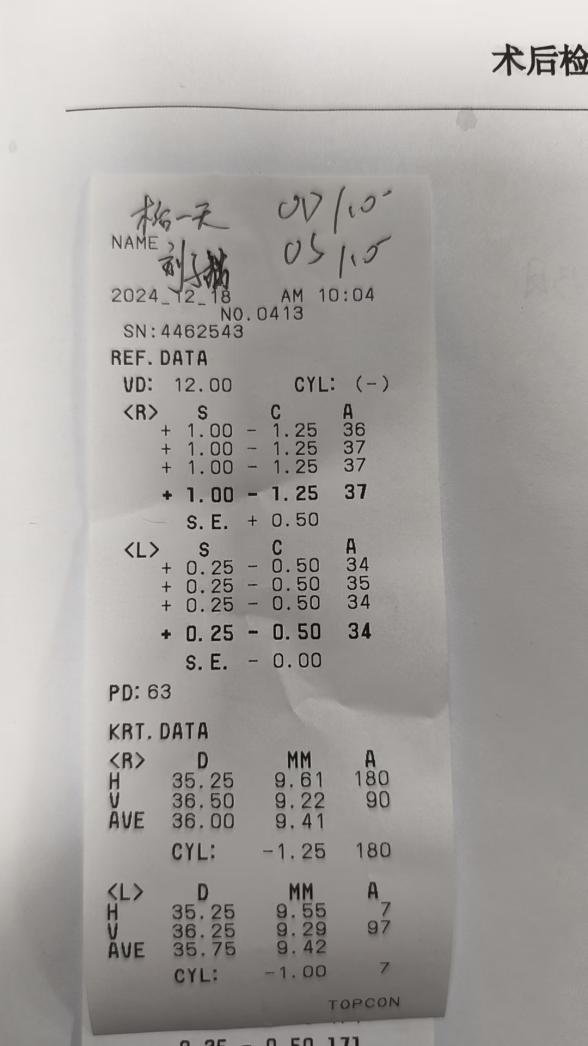 术后检
术后一天 OD 1.0
NAME OS 1.0
2024_12_18 AM 10:04
NO.0413
SN:4462543
REF.DATA
VD: 12.00 CYL: (-)
<R> S C A
+ 1.00 - 1.25 36
+ 1.00 - 1.25 37
+ 1.00 - 1.25 37
+ 1.00 - 1.25 37
S.E. + 0.50
<L> S C A
+ 0.25 - 0.50 34
+ 0.25 - 0.50 35
+ 0.25 - 0.50 34
+ 0.25 - 0.50 34
S.E. - 0.00
PD: 63
KRT.DATA
<R> D MM A
H 35.25 9.61 180
V 36.50 9.22 90
AVE 36.00 9.41
CYL: -1.25 180
<L> D MM A
H 35.25 9.55 7
V 36.25 9.29 97
AVE 35.75 9.42
CYL: -1.00 7
TOPCON
0.25 - 0.50 171